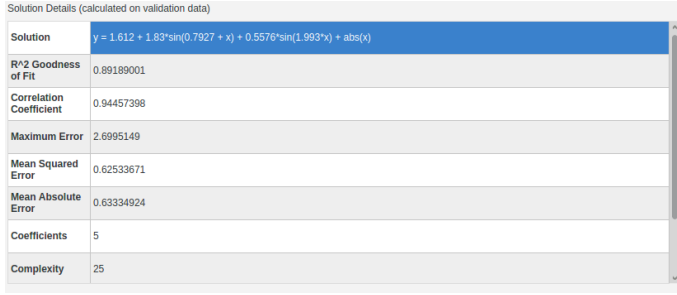 Solution Details (calculated on validation data)
Solution y = 1.612 + 1.83*sin(0.7927 + x) + 0.5576*sin(1.993*x) + abs(x)
R^2 Goodness
of Fit 0.89189001
Correlation
Coefficient 0.94457398
Maximum Error 2.6995149
Mean Squared
Error 0.62533671
Mean Absolute
Error 0.63334924
Coefficients 5
Complexity 25